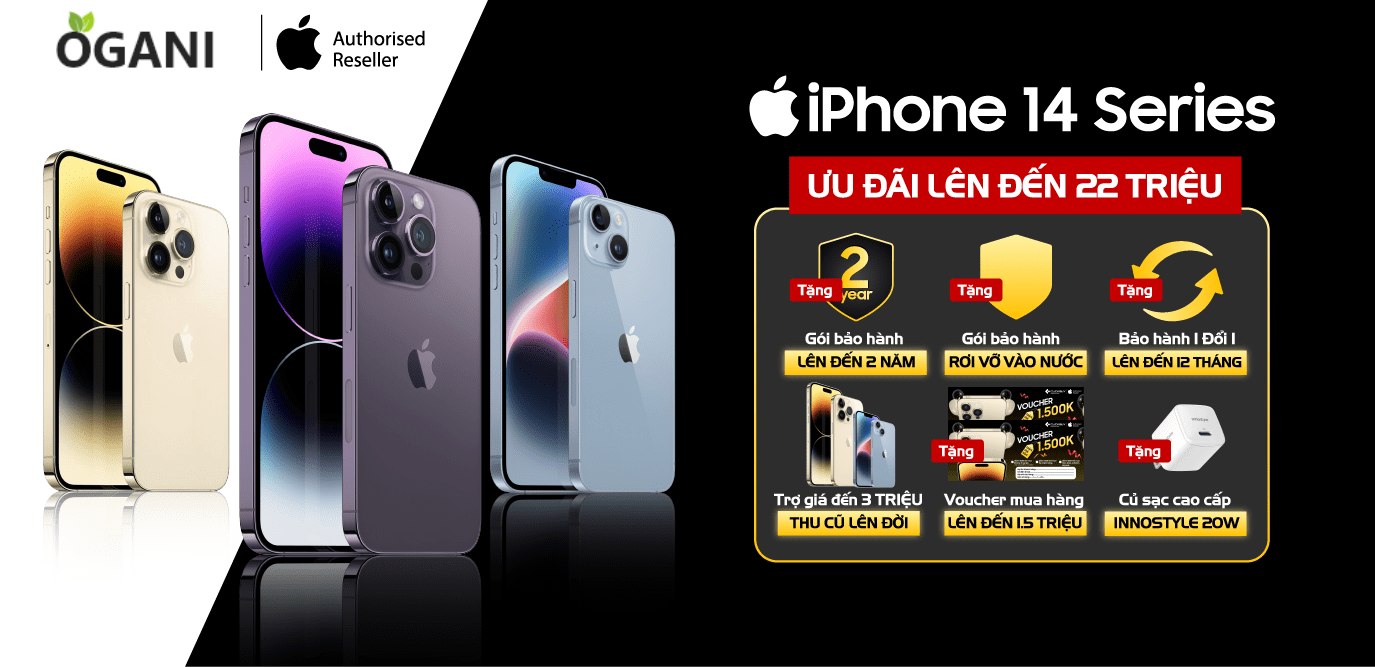 OGANI
Authorised
Reseller
iPhone 14 Series
ƯU ĐÃI LÊN ĐẾN 22 TRIỆU
2
year
Tặng
Gói bảo hành
LÊN ĐẾN 2 NĂM
Tặng
Gói bảo hành
RƠI VỠ VÀO NƯỚC
Tặng
Bảo hành 1 Đổi 1
LÊN ĐẾN 12 THÁNG
Trợ giá đến 3 TRIỆU
THU CŨ LÊN ĐỜI
VOUCHER
1.500K
VOUCHER
1.500K
Tặng
Voucher mua hàng
LÊN ĐẾN 1.5 TRIỆU
Tặng
Củ sạc cao cấp
INNOSTYLE 20W